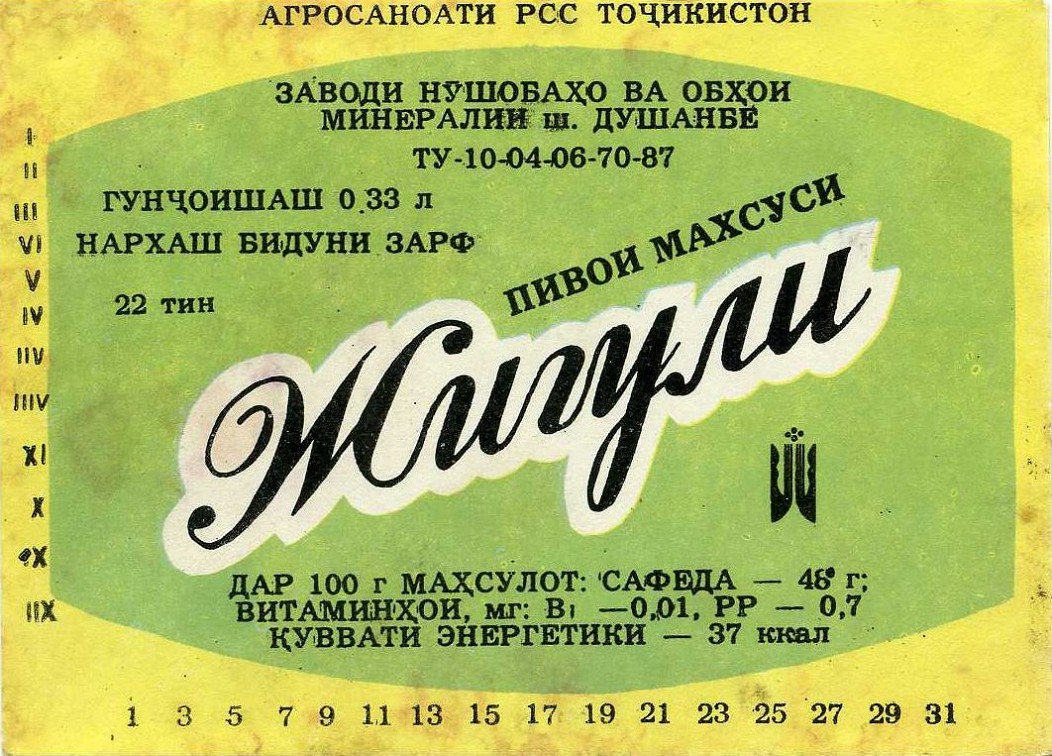 АГРОСАНОАТИ РСС ТОҶИКИСТОН
ЗАВОДИ НУШОБАҲО ВА ОБҲОИ
МИНЕРАЛИИ ш. ДУШАНБЕ
ТУ-10-04-06-70-87
ГУНҶОИШАШ 0.33 л
НАРХАШ БИДУНИ ЗАРФ
22 тин
ПИВОИ МАХСУСИ
Жигули
ДАР 100 г МАҲСУЛОТ: САФЕДА — 48 г;
ВИТАМИНҲОИ, мг: В₁ —0,01, РР — 0,7
ҚУВВАТИ ЭНЕРГЕТИКИ — 37 ккал
I
II
III
VI
V
IV
IIV
IIIV
XI
X
X
IIX
1 3 5 7 9 11 13 15 17 19 21 23 25 27 29 31